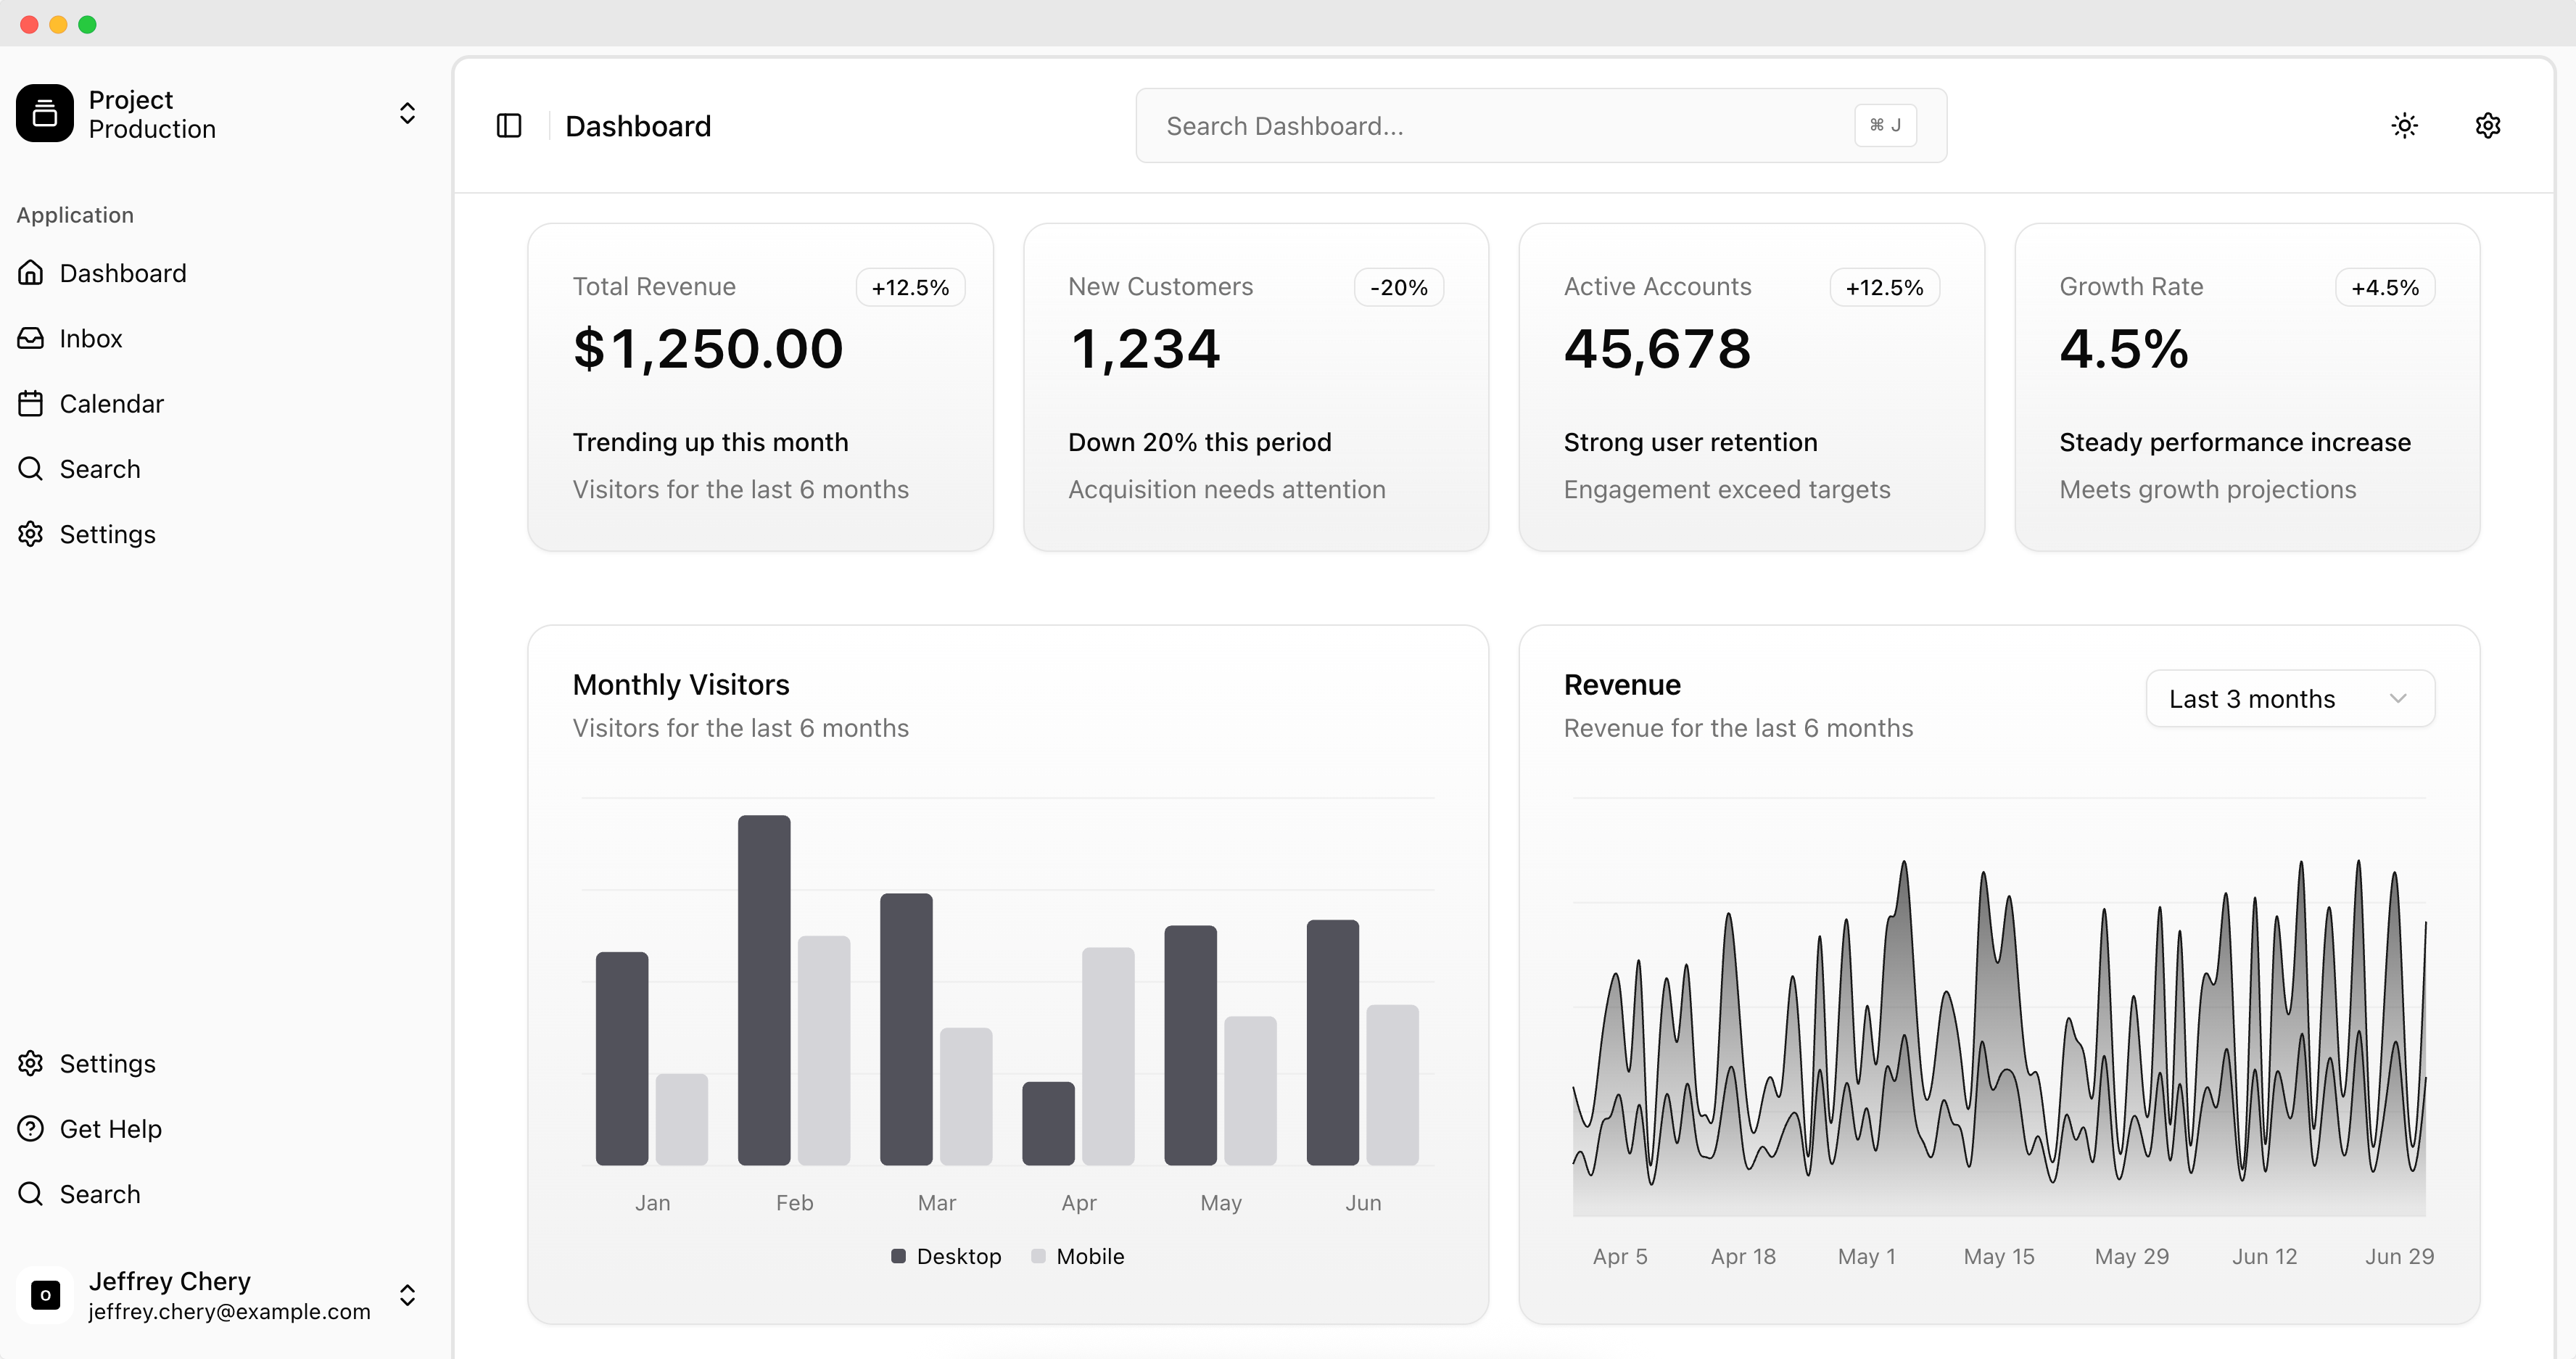 Project
Production
Application
Dashboard
Inbox
Calendar
Search
Settings
Settings
Get Help
Search
O
Jeffrey Chery
jeffrey.chery@example.com
Dashboard
Search Dashboard...
⌘ J
Total Revenue
+12.5%
$1,250.00
Trending up this month
Visitors for the last 6 months
New Customers
-20%
1,234
Down 20% this period
Acquisition needs attention
Active Accounts
+12.5%
45,678
Strong user retention
Engagement exceed targets
Growth Rate
+4.5%
4.5%
Steady performance increase
Meets growth projections
Monthly Visitors
Visitors for the last 6 months
Jan Feb Mar Apr May Jun
Desktop Mobile
Revenue
Revenue for the last 6 months
Last 3 months
Apr 5 Apr 18 May 1 May 15 May 29 Jun 12 Jun 29